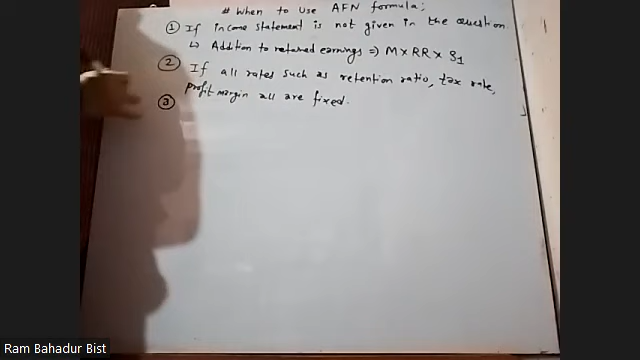 # When to Use AFN formula;
① If income statement is not given in the question
↳ Addition to retained earnings => M×RR×S1
② If all rates such as retention ratio, tax rate,
profit margin all are fixed.
③
Ram Bahadur Bist